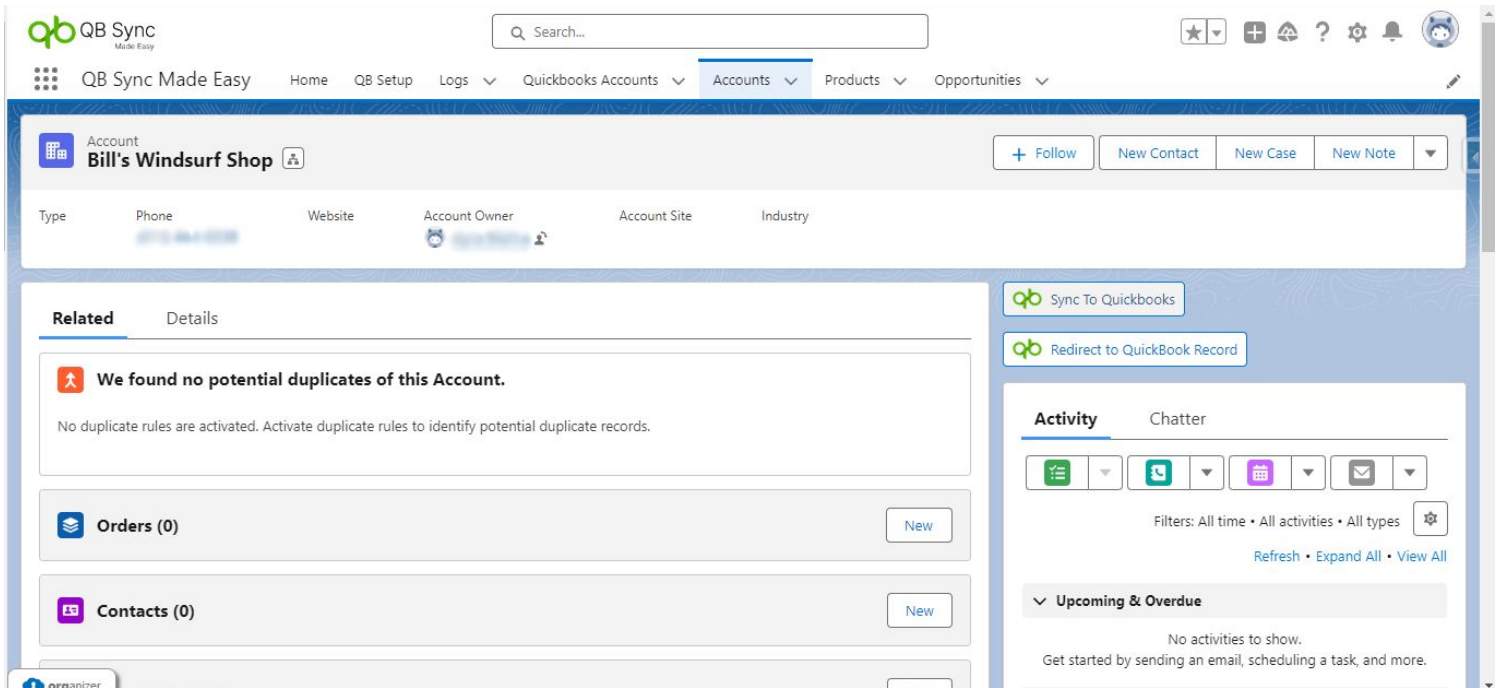 QB Sync
Made Easy
Search...
QB Sync Made Easy
Home
QB Setup
Logs
Quickbooks Accounts
Accounts
Products
Opportunities
Account
Bill's Windsurf Shop
+ Follow
New Contact
New Case
New Note
Type
Phone
Website
Account Owner
Account Site
Industry
Related
Details
We found no potential duplicates of this Account.
No duplicate rules are activated. Activate duplicate rules to identify potential duplicate records.
Orders (0)
New
Contacts (0)
New
organizer
qb Sync To Quickbooks
qb Redirect to QuickBook Record
Activity
Chatter
Filters: All time • All activities • All types
Refresh • Expand All • View All
Upcoming & Overdue
No activities to show.
Get started by sending an email, scheduling a task, and more.